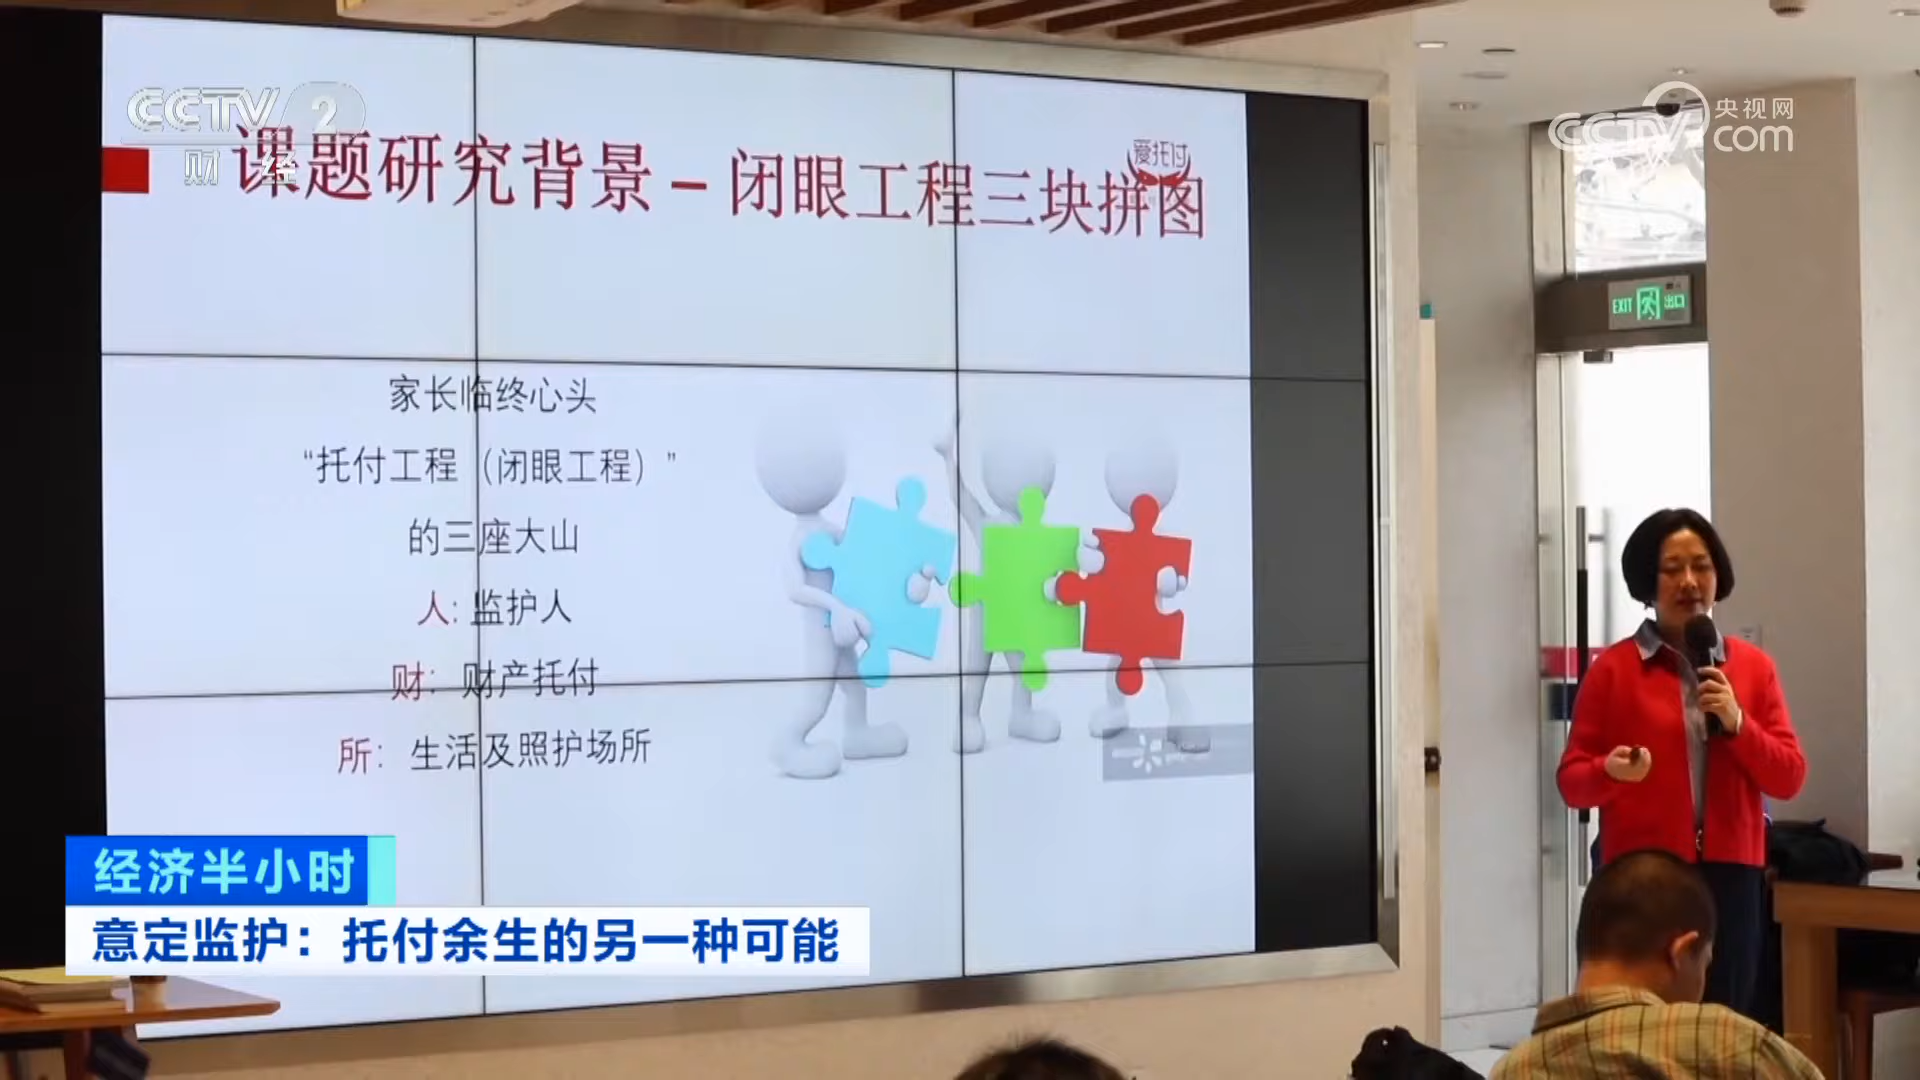 CCTV 2
财经
央视网
CCTV.com
爱托付
课题研究背景－闭眼工程三块拼图
EXIT 出口
家长临终心头
“托付工程（闭眼工程）”
的三座大山
人：监护人
财：财产托付
所：生活及照护场所
经济半小时
意定监护：托付余生的另一种可能